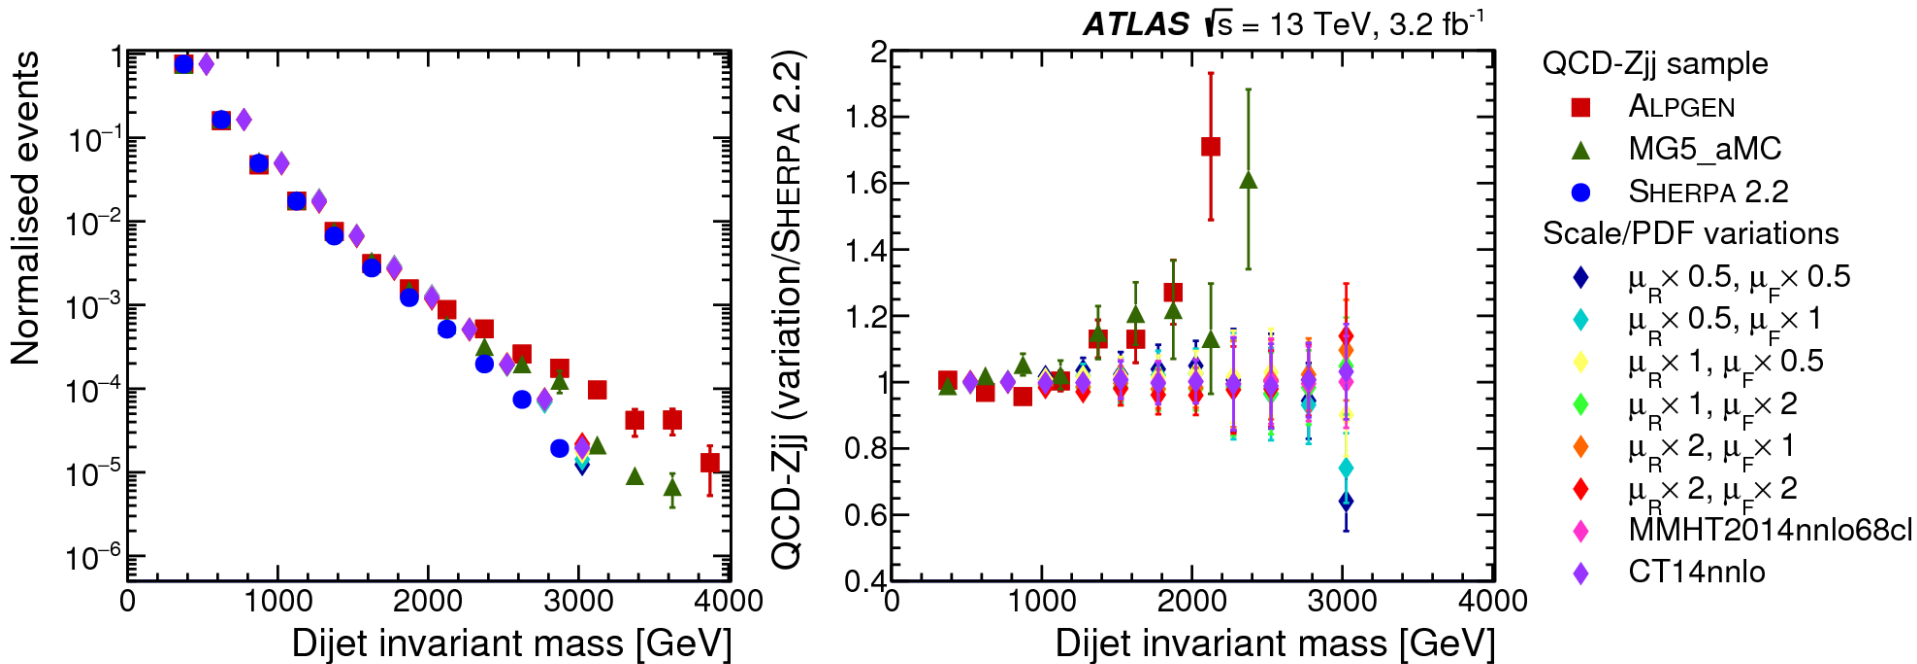 ATLAS √s = 13 TeV, 3.2 fb⁻¹
Normalised events
1
10⁻¹
10⁻²
10⁻³
10⁻⁴
10⁻⁵
10⁻⁶
0 1000 2000 3000 4000
Dijet invariant mass [GeV]
QCD-Zjj (variation/SHERPA 2.2)
2
1.8
1.6
1.4
1.2
1
0.8
0.6
0.4
0 1000 2000 3000 4000
Dijet invariant mass [GeV]
QCD-Zjj sample
ALPGEN
MG5_aMC
SHERPA 2.2
Scale/PDF variations
μR× 0.5, μF× 0.5
μR× 0.5, μF× 1
μR× 1, μF× 0.5
μR× 1, μF× 2
μR× 2, μF× 1
μR× 2, μF× 2
MMHT2014nnlo68cl
CT14nnlo